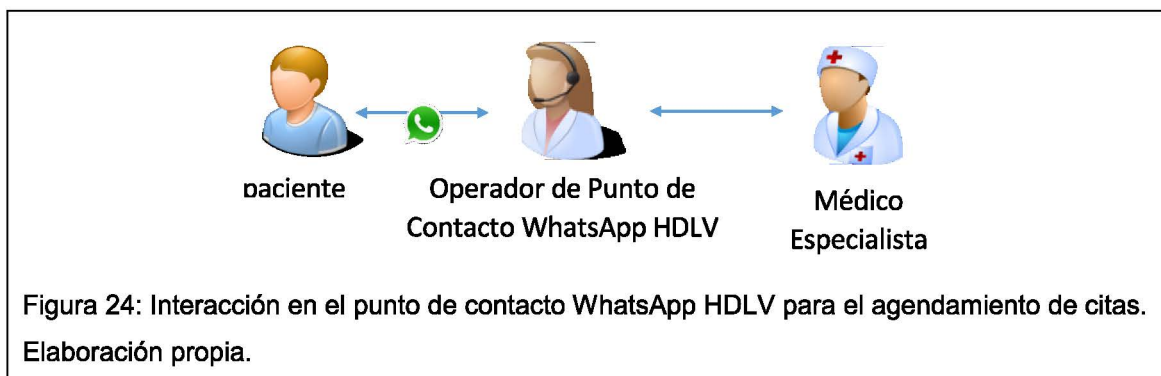 paciente
Operador de Punto de
Contacto WhatsApp HDLV
Médico
Especialista
Figura 24: Interacción en el punto de contacto WhatsApp HDLV para el agendamiento de citas.
Elaboración propia.